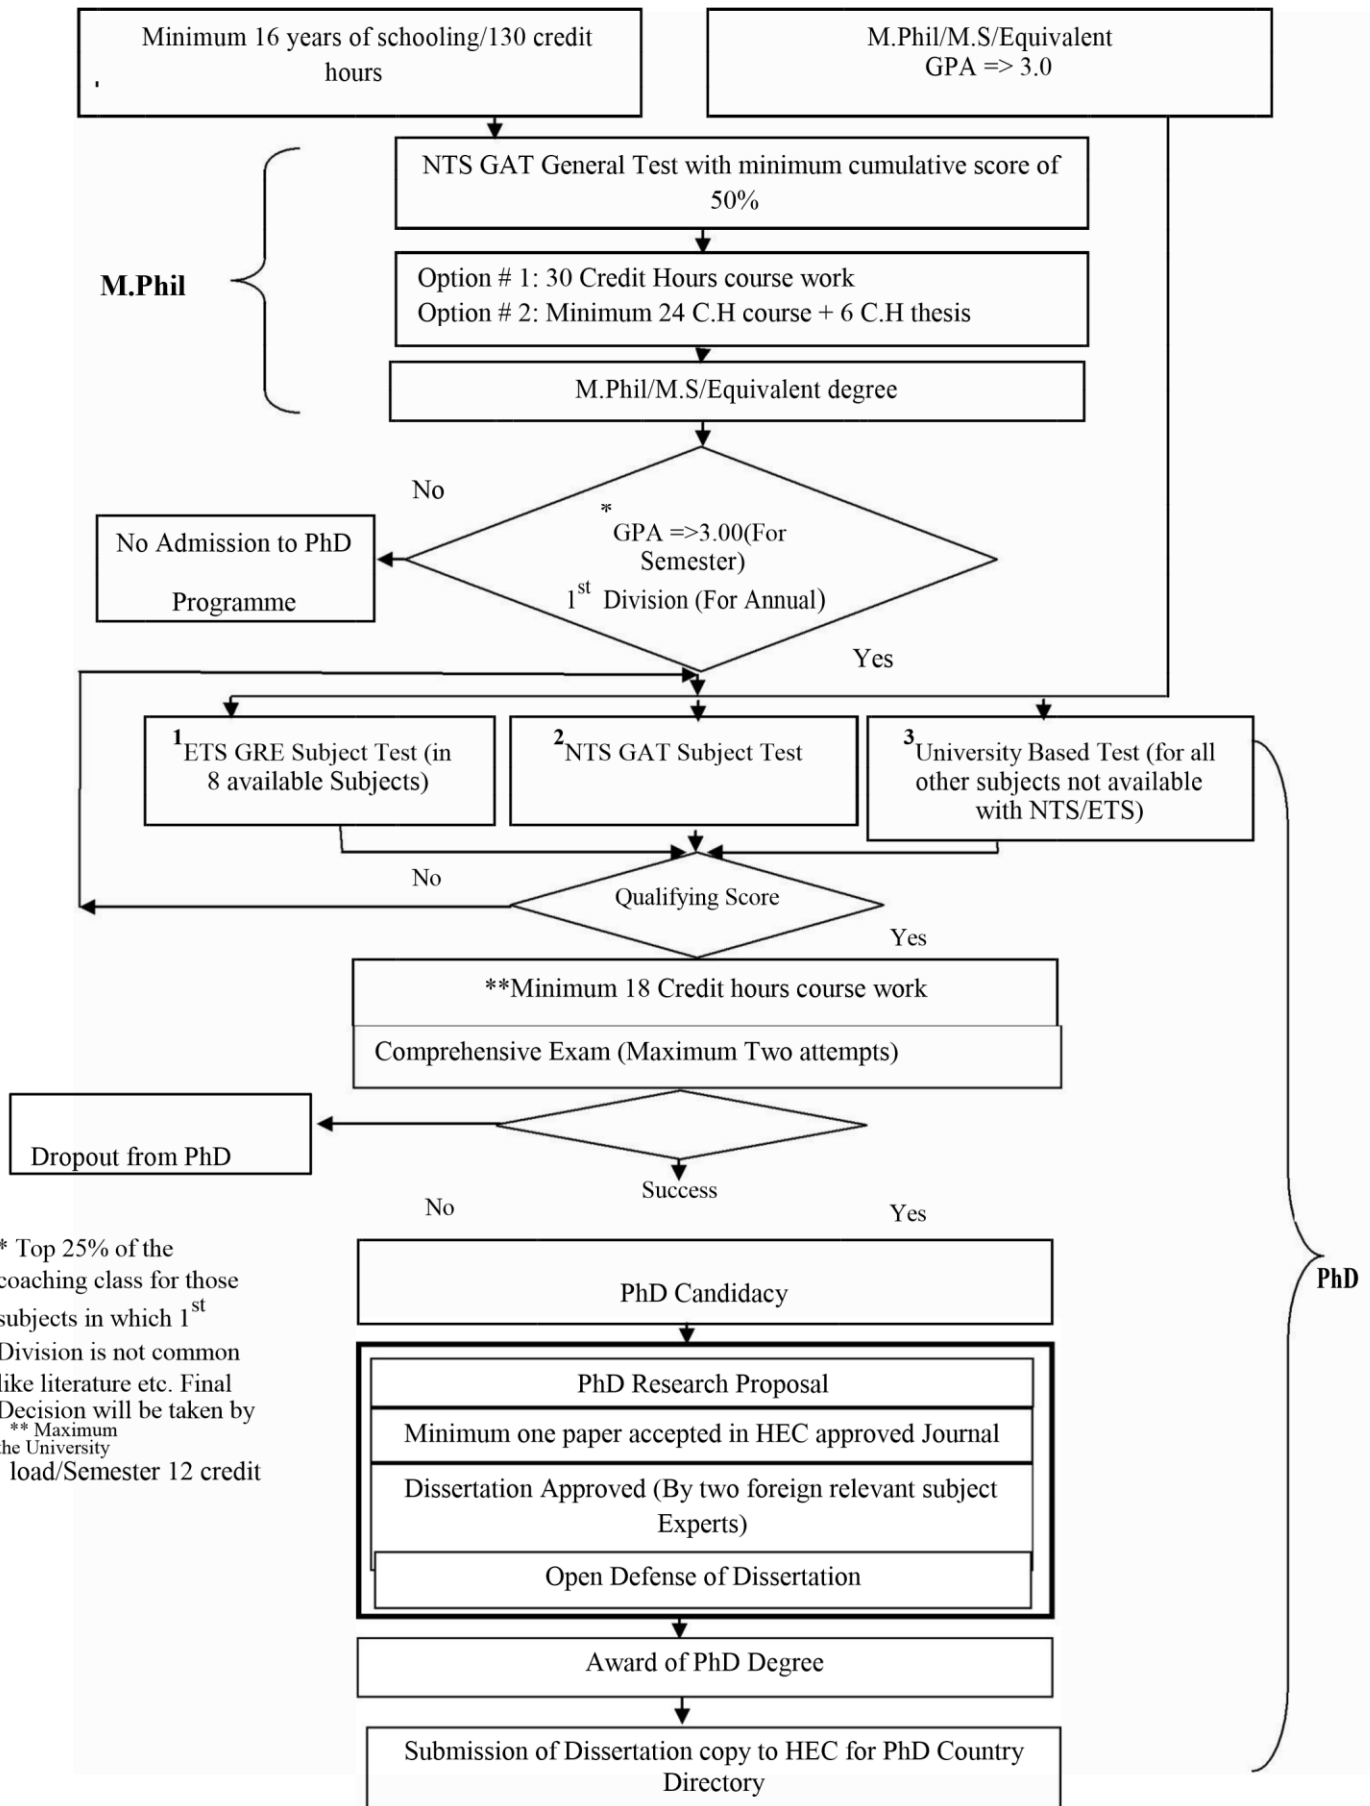 Minimum 16 years of schooling/130 credit
hours
M.Phil/M.S/Equivalent
GPA => 3.0
NTS GAT General Test with minimum cumulative score of
50%
M.Phil
Option # 1: 30 Credit Hours course work
Option # 2: Minimum 24 C.H course + 6 C.H thesis
M.Phil/M.S/Equivalent degree
No
*
GPA =>3.00(For
Semester)
1st Division (For Annual)
No Admission to PhD
Programme
Yes
1ETS GRE Subject Test (in
8 available Subjects)
2NTS GAT Subject Test
3University Based Test (for all
other subjects not available
with NTS/ETS)
No
Qualifying Score
Yes
**Minimum 18 Credit hours course work
Comprehensive Exam (Maximum Two attempts)
Dropout from PhD
Success
No
Yes
* Top 25% of the
coaching class for those
subjects in which 1st
Division is not common
like literature etc. Final
Decision will be taken by
** Maximum
the University
load/Semester 12 credit
PhD
PhD Candidacy
PhD Research Proposal
Minimum one paper accepted in HEC approved Journal
Dissertation Approved (By two foreign relevant subject
Experts)
Open Defense of Dissertation
Award of PhD Degree
Submission of Dissertation copy to HEC for PhD Country
Directory